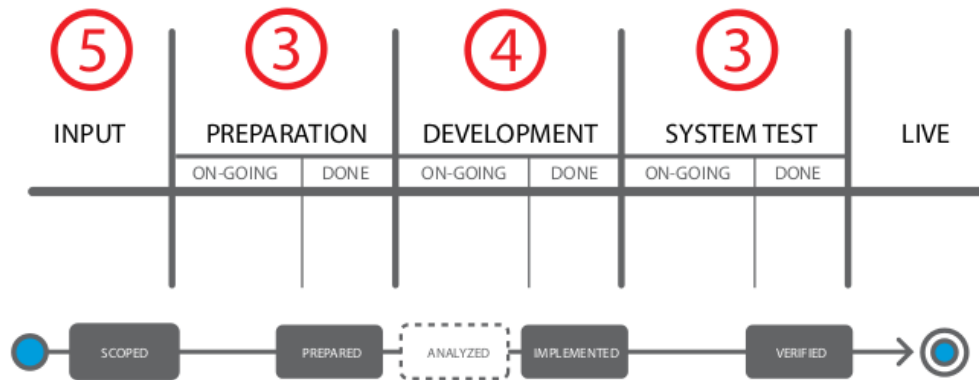 5 3 4 3
INPUT PREPARATION DEVELOPMENT SYSTEM TEST LIVE
ON-GOING DONE ON-GOING DONE ON-GOING DONE
SCOPED PREPARED ANALYZED IMPLEMENTED VERIFIED